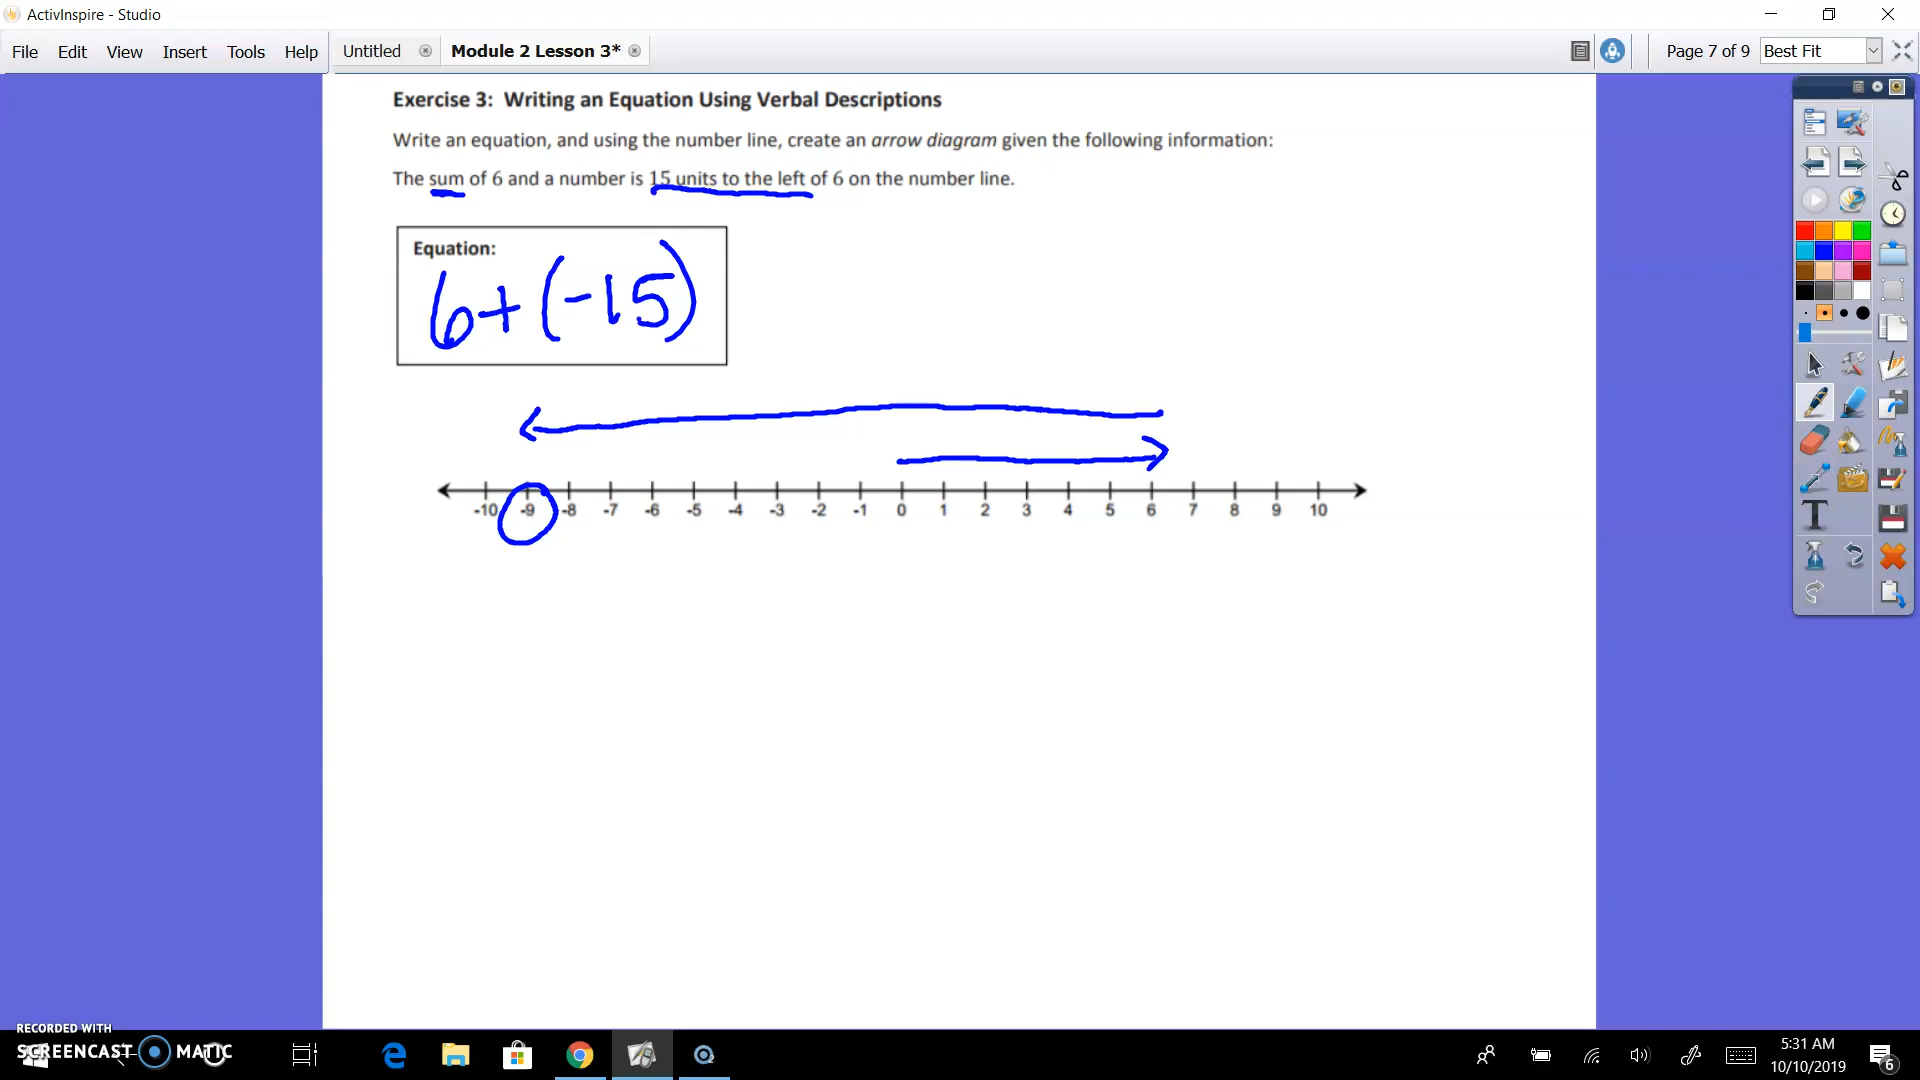 ActivInspire - Studio
File Edit View Insert Tools Help Untitled Module 2 Lesson 3* Page 7 of 9 Best Fit
Exercise 3: Writing an Equation Using Verbal Descriptions
Write an equation, and using the number line, create an arrow diagram given the following information:
The sum of 6 and a number is 15 units to the left of 6 on the number line.
Equation:
6+(-15)
-10 -9 -8 -7 -6 -5 -4 -3 -2 -1 0 1 2 3 4 5 6 7 8 9 10
T
RECORDED WITH
SCREENCAST MATIC
5:31 AM
10/10/2019
6